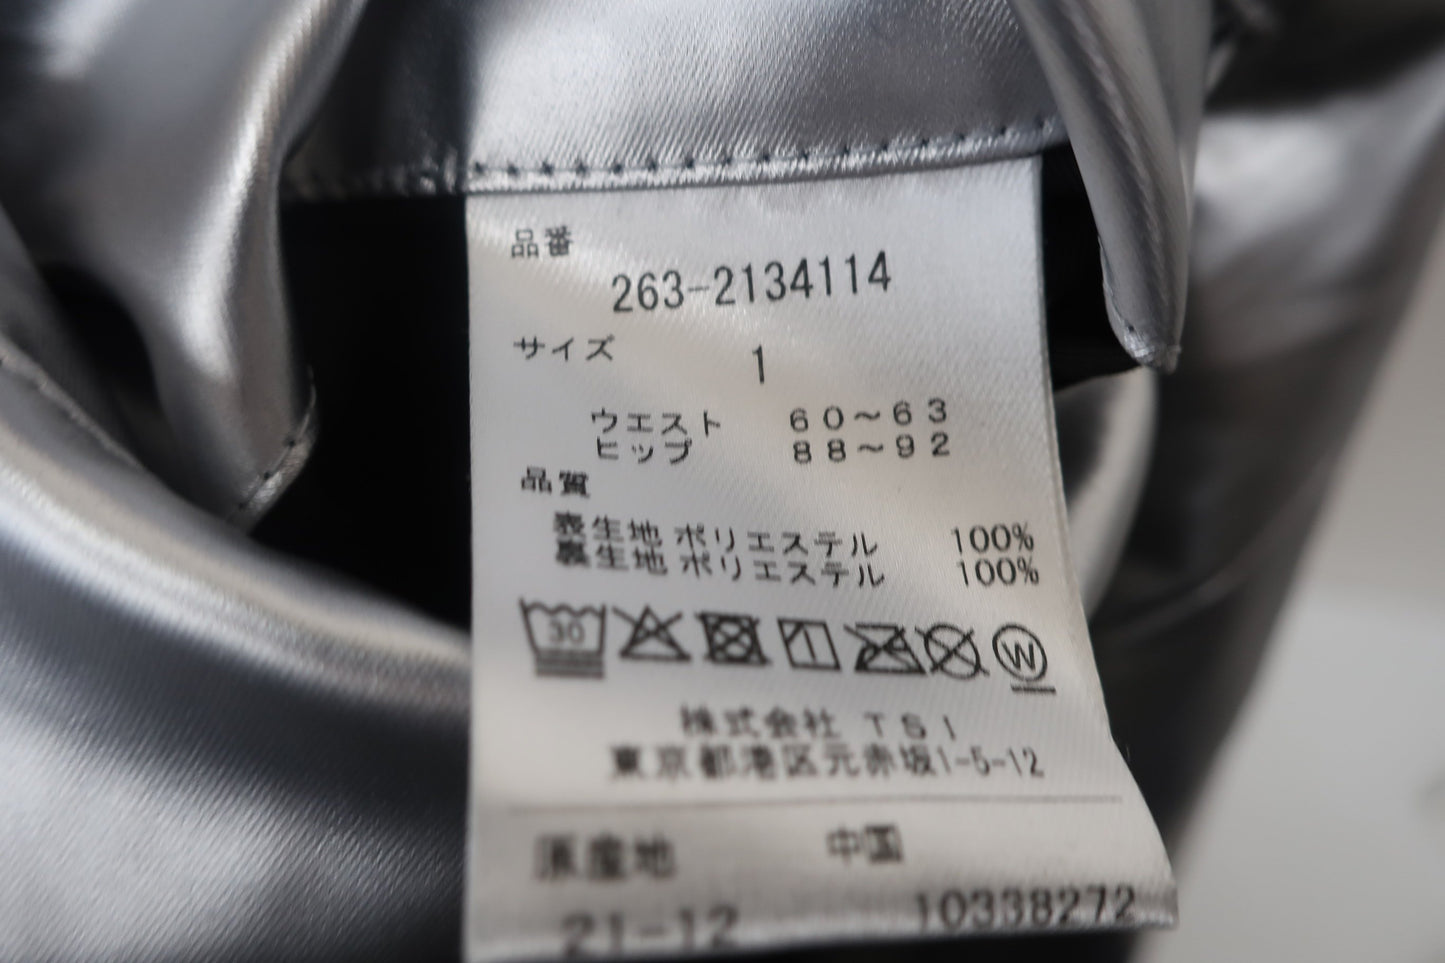 品番
263-2134114
サイズ 1
ウエスト 60～63
ヒップ 88～92
品質
表生地 ポリエステル 100%
裏生地 ポリエステル 100%
30
W
株式会社 TSI
東京都港区元赤坂1-5-12
原産地 中国
21-12 10338272